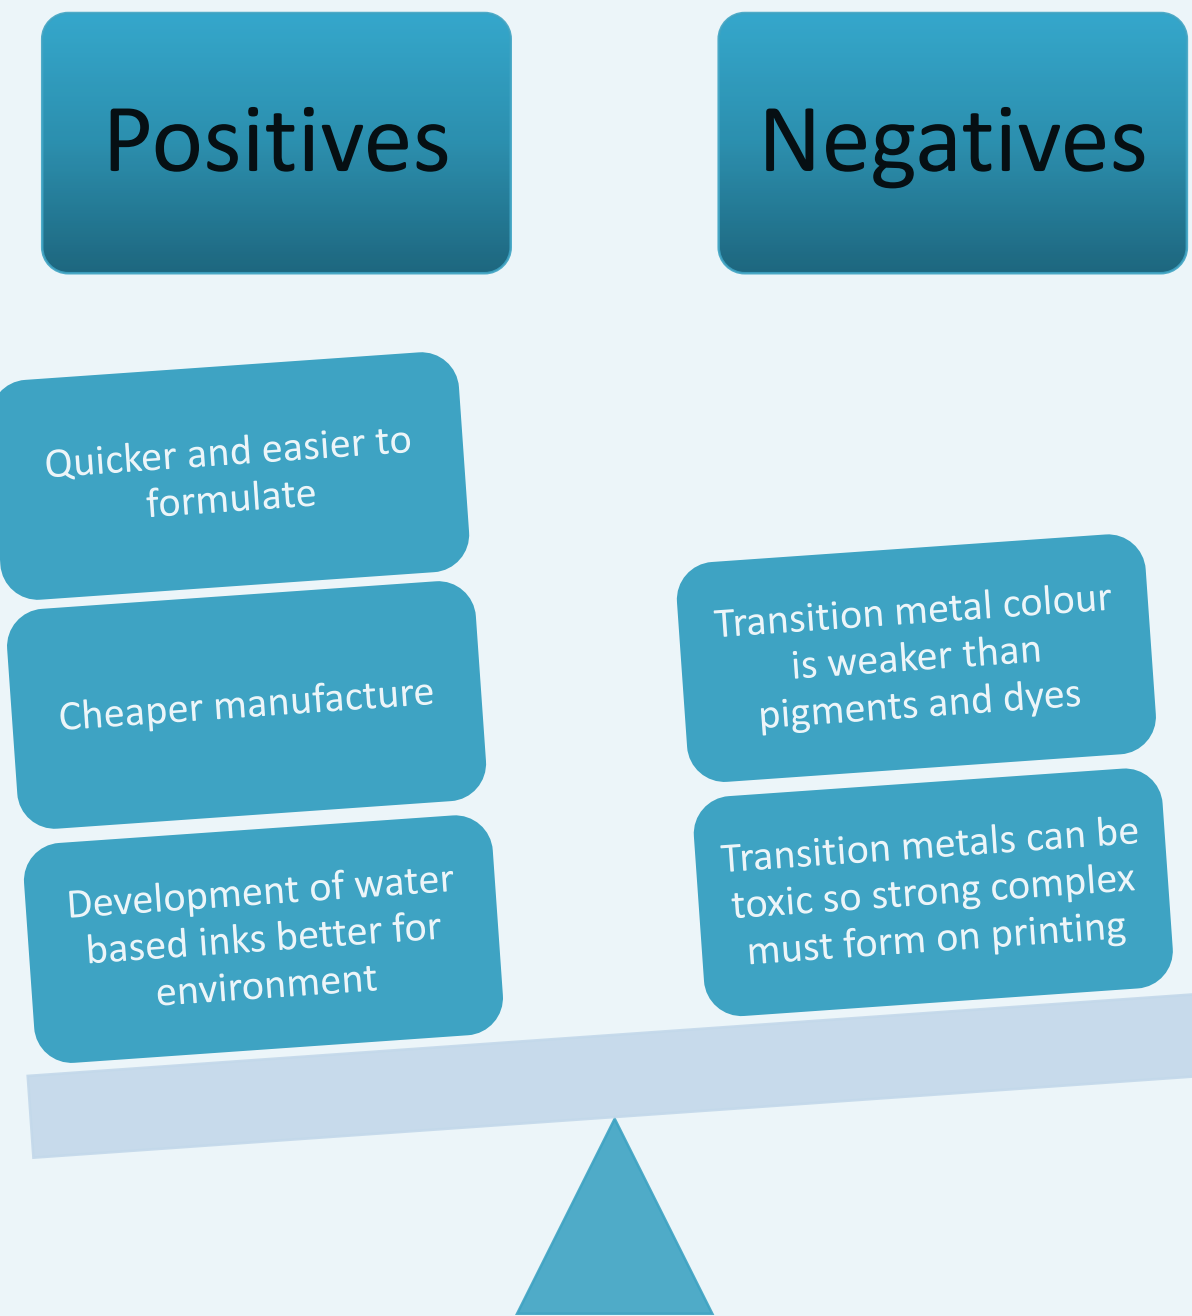 Positives
Negatives
Quicker and easier to
formulate
Cheaper manufacture
Development of water
based inks better for
environment
Transition metal colour
is weaker than
pigments and dyes
Transition metals can be
toxic so strong complex
must form on printing